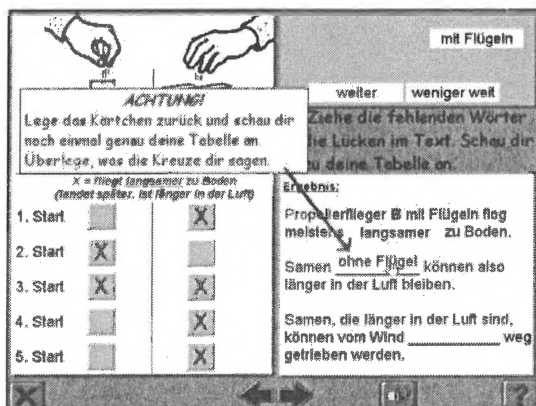 mit Flügeln
weiter
weniger weit
ACHTUNG!
Lege das Kärtchen zurück und schau dir
noch einmal genau deine Tabelle an.
Überlege, was die Kreuze dir sagen.
Ziehe die fehlenden Wörter
die Lücken im Text. Schau dir
zu deine Tabelle an.
X = fliegt langsamer zu Boden
(landet später, ist länger in der Luft)
1. Start X
2. Start X
3. Start X X
4. Start X
5. Start X
Ergebnis:
Propellerflieger B mit Flügeln flog
meistens langsamer zu Boden.
Samen ohne Flügel können also
länger in der Luft bleiben.
Samen, die länger in der Luft sind,
können vom Wind ________ weg
getrieben werden.
X
?